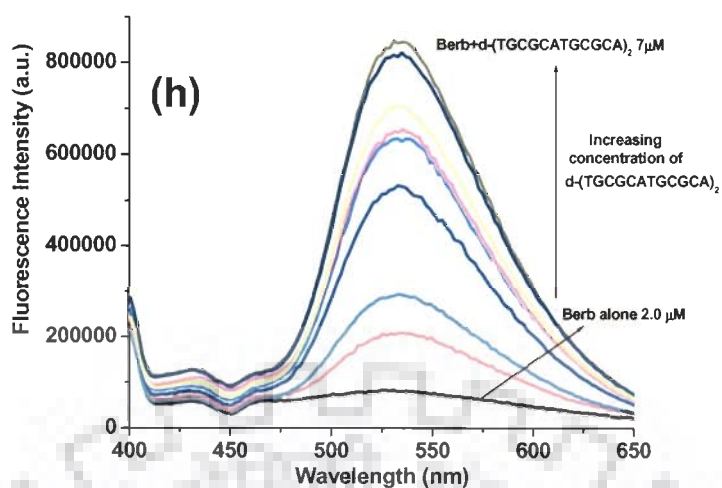 Fluorescence Intensity (a.u.)
800000
600000
400000
200000
0
(h)
Berb+d-(TGCGCATGCGCA)2 7μM
Increasing
concentration of
d-(TGCGCATGCGCA)2
Berb alone 2.0 μM
400 450 500 550 600 650
Wavelength (nm)